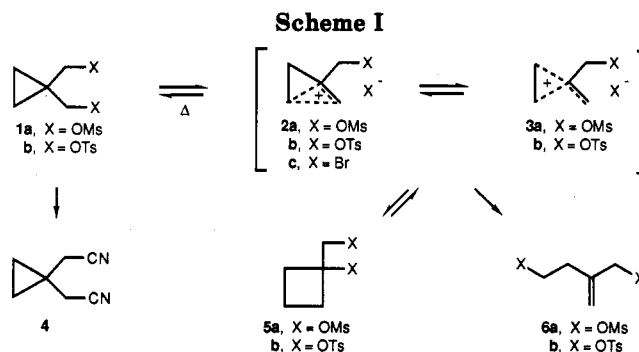 Scheme I
X
X
1a, X = OMs
b, X = OTs
Δ
X
+
X⁻
2a, X = OMs
b, X = OTs
c, X = Br
X
+
X⁻
3a, X = OMs
b, X = OTs
CN
CN
4
X
X
5a, X = OMs
b, X = OTs
X
X
6a, X = OMs
b, X = OTs